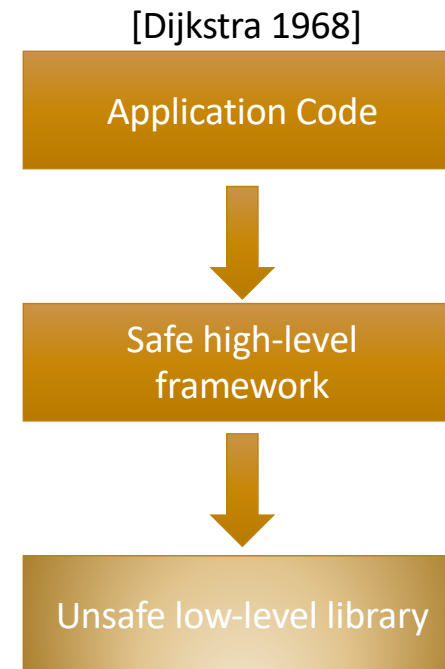 [Dijkstra 1968]
Application Code
Safe high-level
framework
Unsafe low-level library